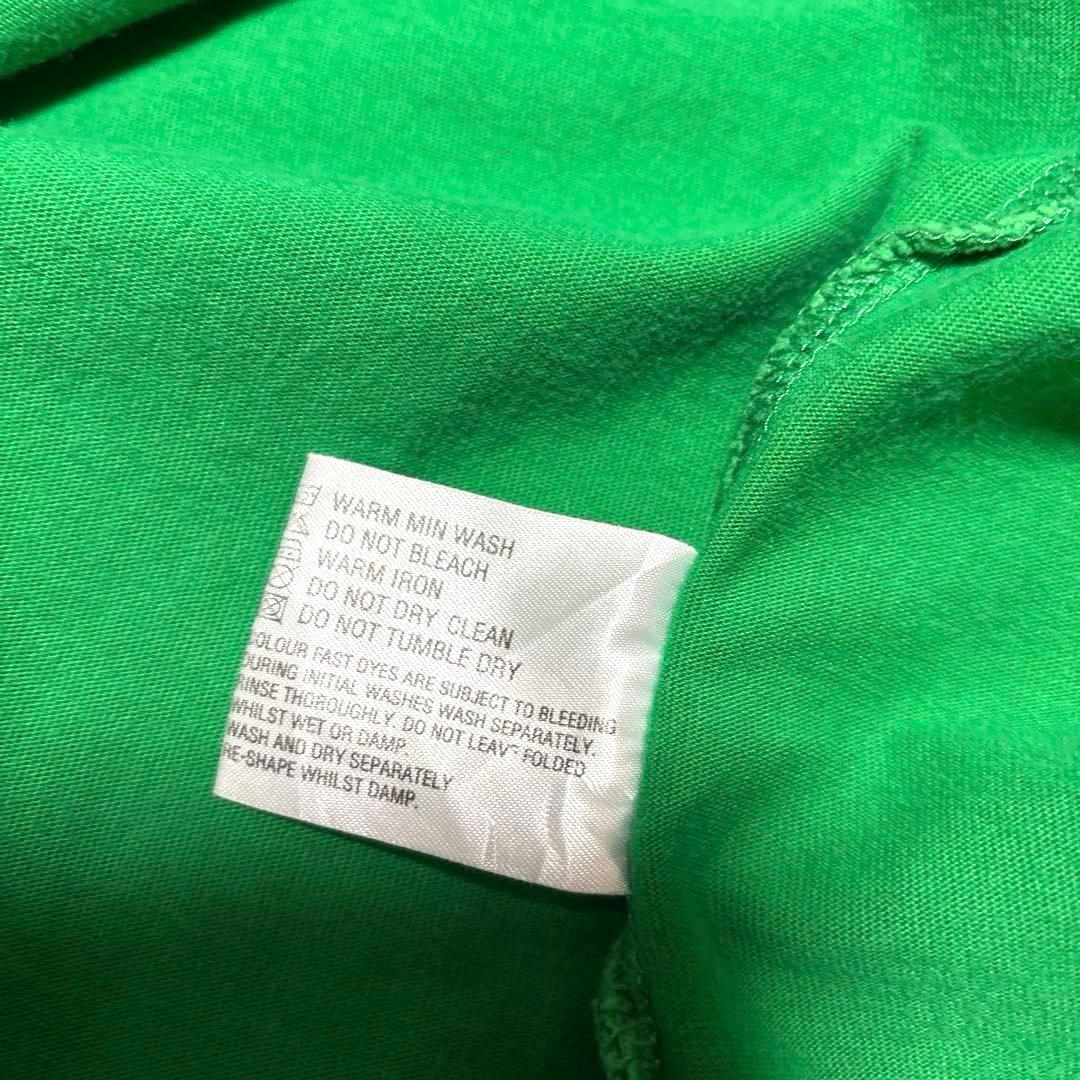 WARM MIN WASH
DO NOT BLEACH
WARM IRON
DO NOT DRY CLEAN
DO NOT TUMBLE DRY
OLOUR FAST DYES ARE SUBJECT TO BLEEDING
DURING INITIAL WASHES WASH SEPARATELY.
RINSE THOROUGHLY. DO NOT LEAVE FOLDED
WHILST WET OR DAMP.
WASH AND DRY SEPARATELY
RE-SHAPE WHILST DAMP.